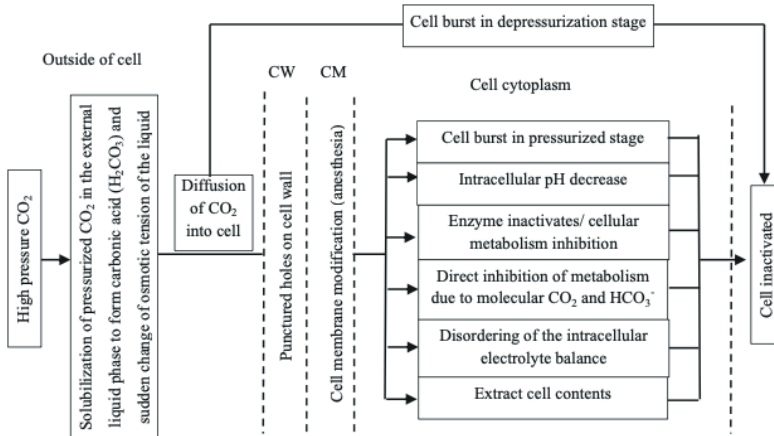 Cell burst in depressurization stage
Outside of cell
CW
CM
Cell cytoplasm
High pressure CO₂
Solubilization of pressurized CO₂ in the external
liquid phase to form carbonic acid (H₂CO₃) and
sudden change of osmotic tension of the liquid
Diffusion
of CO₂
into cell
Punctured holes on cell wall
Cell membrane modification (anesthesia)
Cell burst in pressurized stage
Intracellular pH decrease
Enzyme inactivates/ cellular
metabolism inhibition
Direct inhibition of metabolism
due to molecular CO₂ and HCO₃⁻
Disordering of the intracellular
electrolyte balance
Extract cell contents
Cell inactivated